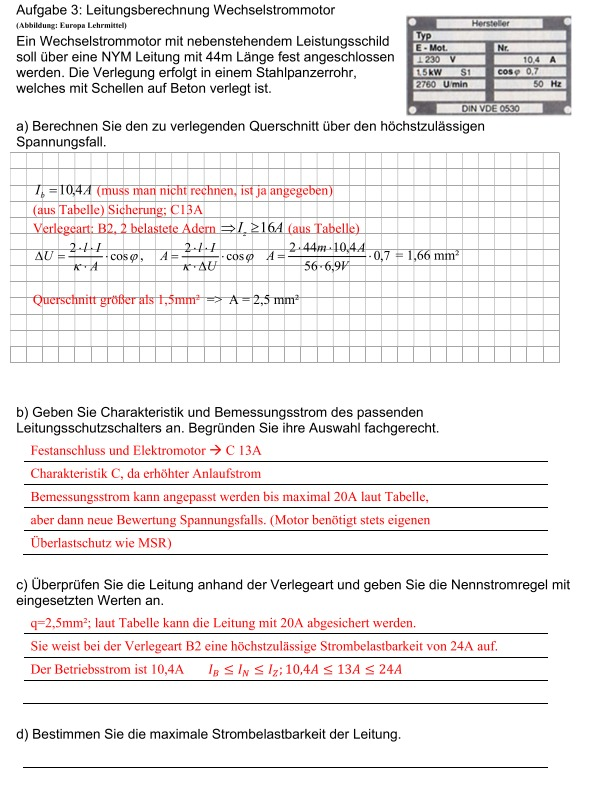 Aufgabe 3: Leitungsberechnung Wechselstrommotor
(Abbildung: Europa Lehrmittel)
Ein Wechselstrommotor mit nebenstehendem Leistungsschild
soll über eine NYM Leitung mit 44m Länge fest angeschlossen
werden. Die Verlegung erfolgt in einem Stahlpanzerrohr,
welches mit Schellen auf Beton verlegt ist.
Hersteller
Typ
E - Mot. Nr.
⊥ 230 V 10,4 A
1.5 kW S1 cos φ 0,7
2760 U/min 50 Hz
DIN VDE 0530
a) Berechnen Sie den zu verlegenden Querschnitt über den höchstzulässigen
Spannungsfall.
I_b = 10,4A (muss man nicht rechnen, ist ja angegeben)
(aus Tabelle) Sicherung; C13A
Verlegeart: B2, 2 belastete Adern ⇒ I_z ≥ 16A (aus Tabelle)
ΔU = (2·l·I)/(κ·A) · cos φ, A = (2·l·I)/(κ·ΔU) · cos φ A = (2·44m·10,4A)/(56·6,9V) · 0,7 = 1,66 mm²
Querschnitt größer als 1,5mm² => A = 2,5 mm²
b) Geben Sie Charakteristik und Bemessungsstrom des passenden
Leitungsschutzschalters an. Begründen Sie ihre Auswahl fachgerecht.
Festanschluss und Elektromotor → C 13A
Charakteristik C, da erhöhter Anlaufstrom
Bemessungsstrom kann angepasst werden bis maximal 20A laut Tabelle,
aber dann neue Bewertung Spannungsfalls. (Motor benötigt stets eigenen
Überlastschutz wie MSR)
c) Überprüfen Sie die Leitung anhand der Verlegeart und geben Sie die Nennstromregel mit
eingesetzten Werten an.
q=2,5mm²; laut Tabelle kann die Leitung mit 20A abgesichert werden.
Sie weist bei der Verlegeart B2 eine höchstzulässige Strombelastbarkeit von 24A auf.
Der Betriebsstrom ist 10,4A I_B ≤ I_N ≤ I_Z; 10,4A ≤ 13A ≤ 24A
d) Bestimmen Sie die maximale Strombelastbarkeit der Leitung.